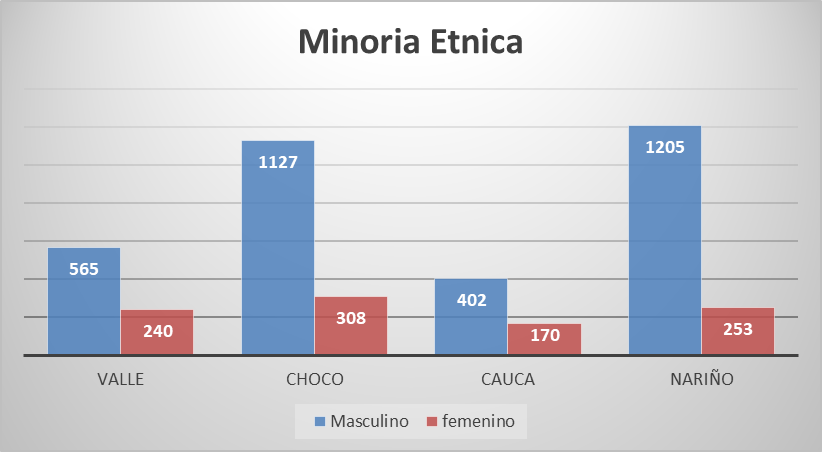 Minoria Etnica
565
240
1127
308
402
170
1205
253
VALLE CHOCO CAUCA NARIÑO
Masculino femenino